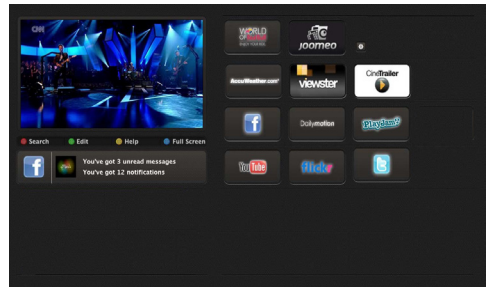 CNN
WORLD
JOOMEO
AccuWeather.com
viewster
CineTrailer
Dailymotion
PlayJam
Search Edit Help Full Screen
You've got 3 unread messages
You've got 12 notifications
YouTube
flickr